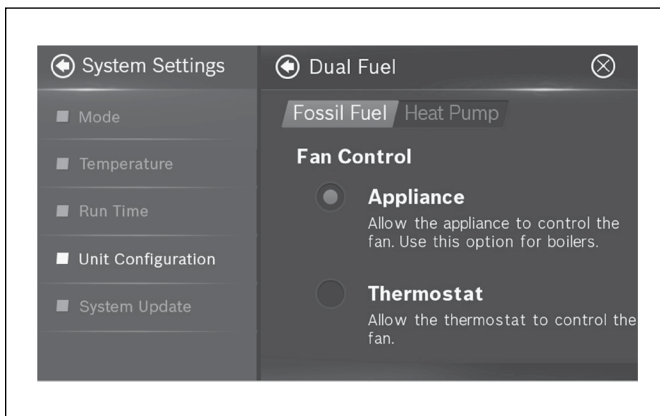 System Settings
Mode
Temperature
Run Time
Unit Configuration
System Update
Dual Fuel
Fossil Fuel Heat Pump
Fan Control
Appliance
Allow the appliance to control the
fan. Use this option for boilers.
Thermostat
Allow the thermostat to control the
fan.